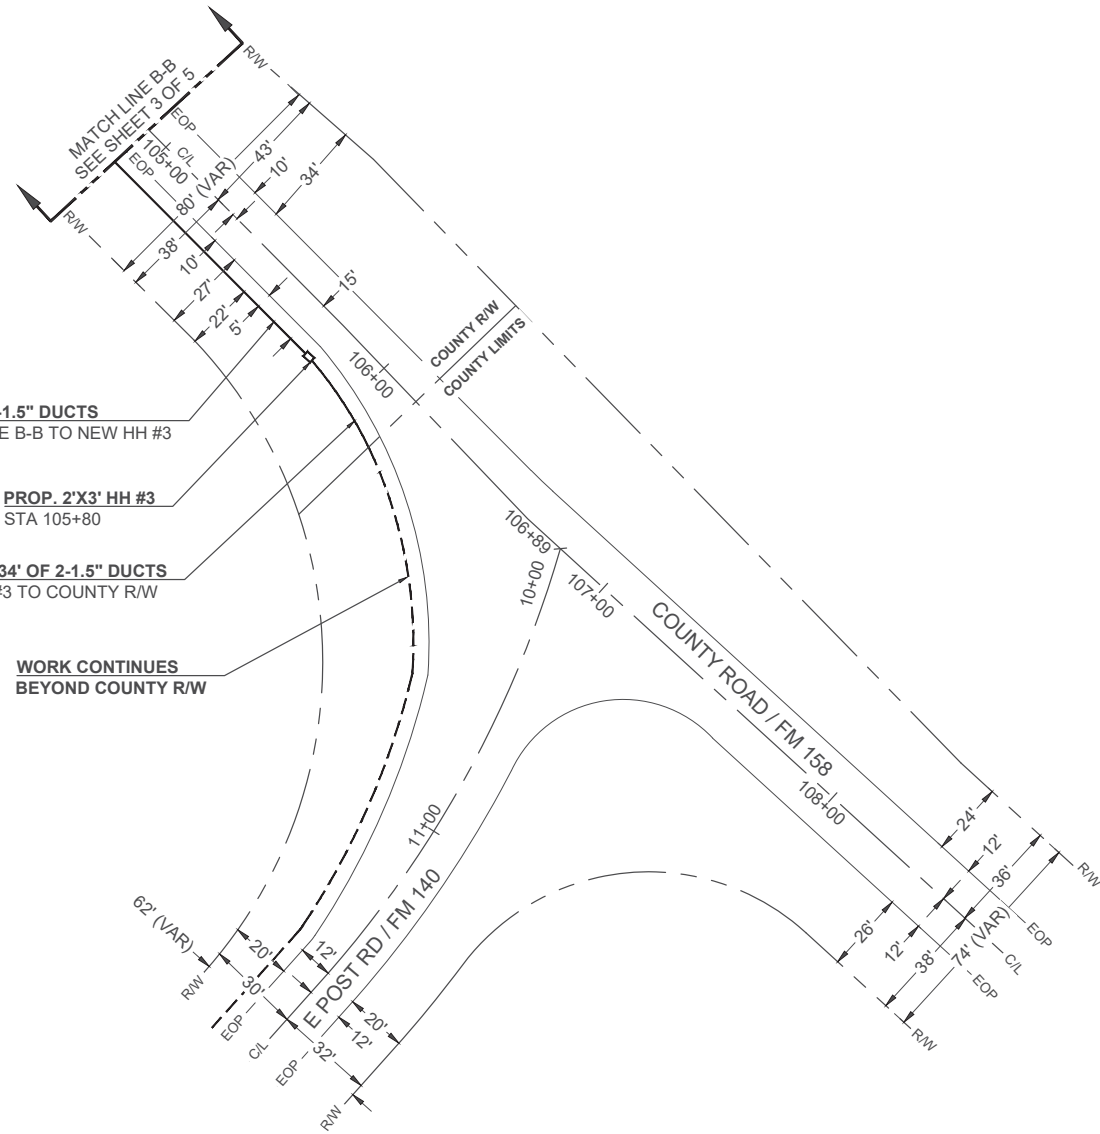 R/W
MATCH LINE B-B
SEE SHEET 3 OF 5
EOP
C/L
105+00
EOP
R/W
43'
80' (VAR)
10'
34'
38'
10'
27'
22'
5'
15'
COUNTY R/W
COUNTY LIMITS
106+00
-1.5" DUCTS
E B-B TO NEW HH #3
PROP. 2'X3' HH #3
STA 105+80
34' OF 2-1.5" DUCTS
#3 TO COUNTY R/W
WORK CONTINUES
BEYOND COUNTY R/W
106+89
10+00
107+00
COUNTY ROAD / FM 158
108+00
11+00
E POST RD / FM 140
62' (VAR)
R/W
20'
30'
12'
EOP
C/L
EOP
20'
12'
32'
R/W
24'
12'
36'
74' (VAR)
R/W
EOP
C/L
EOP
26'
12'
38'
R/W